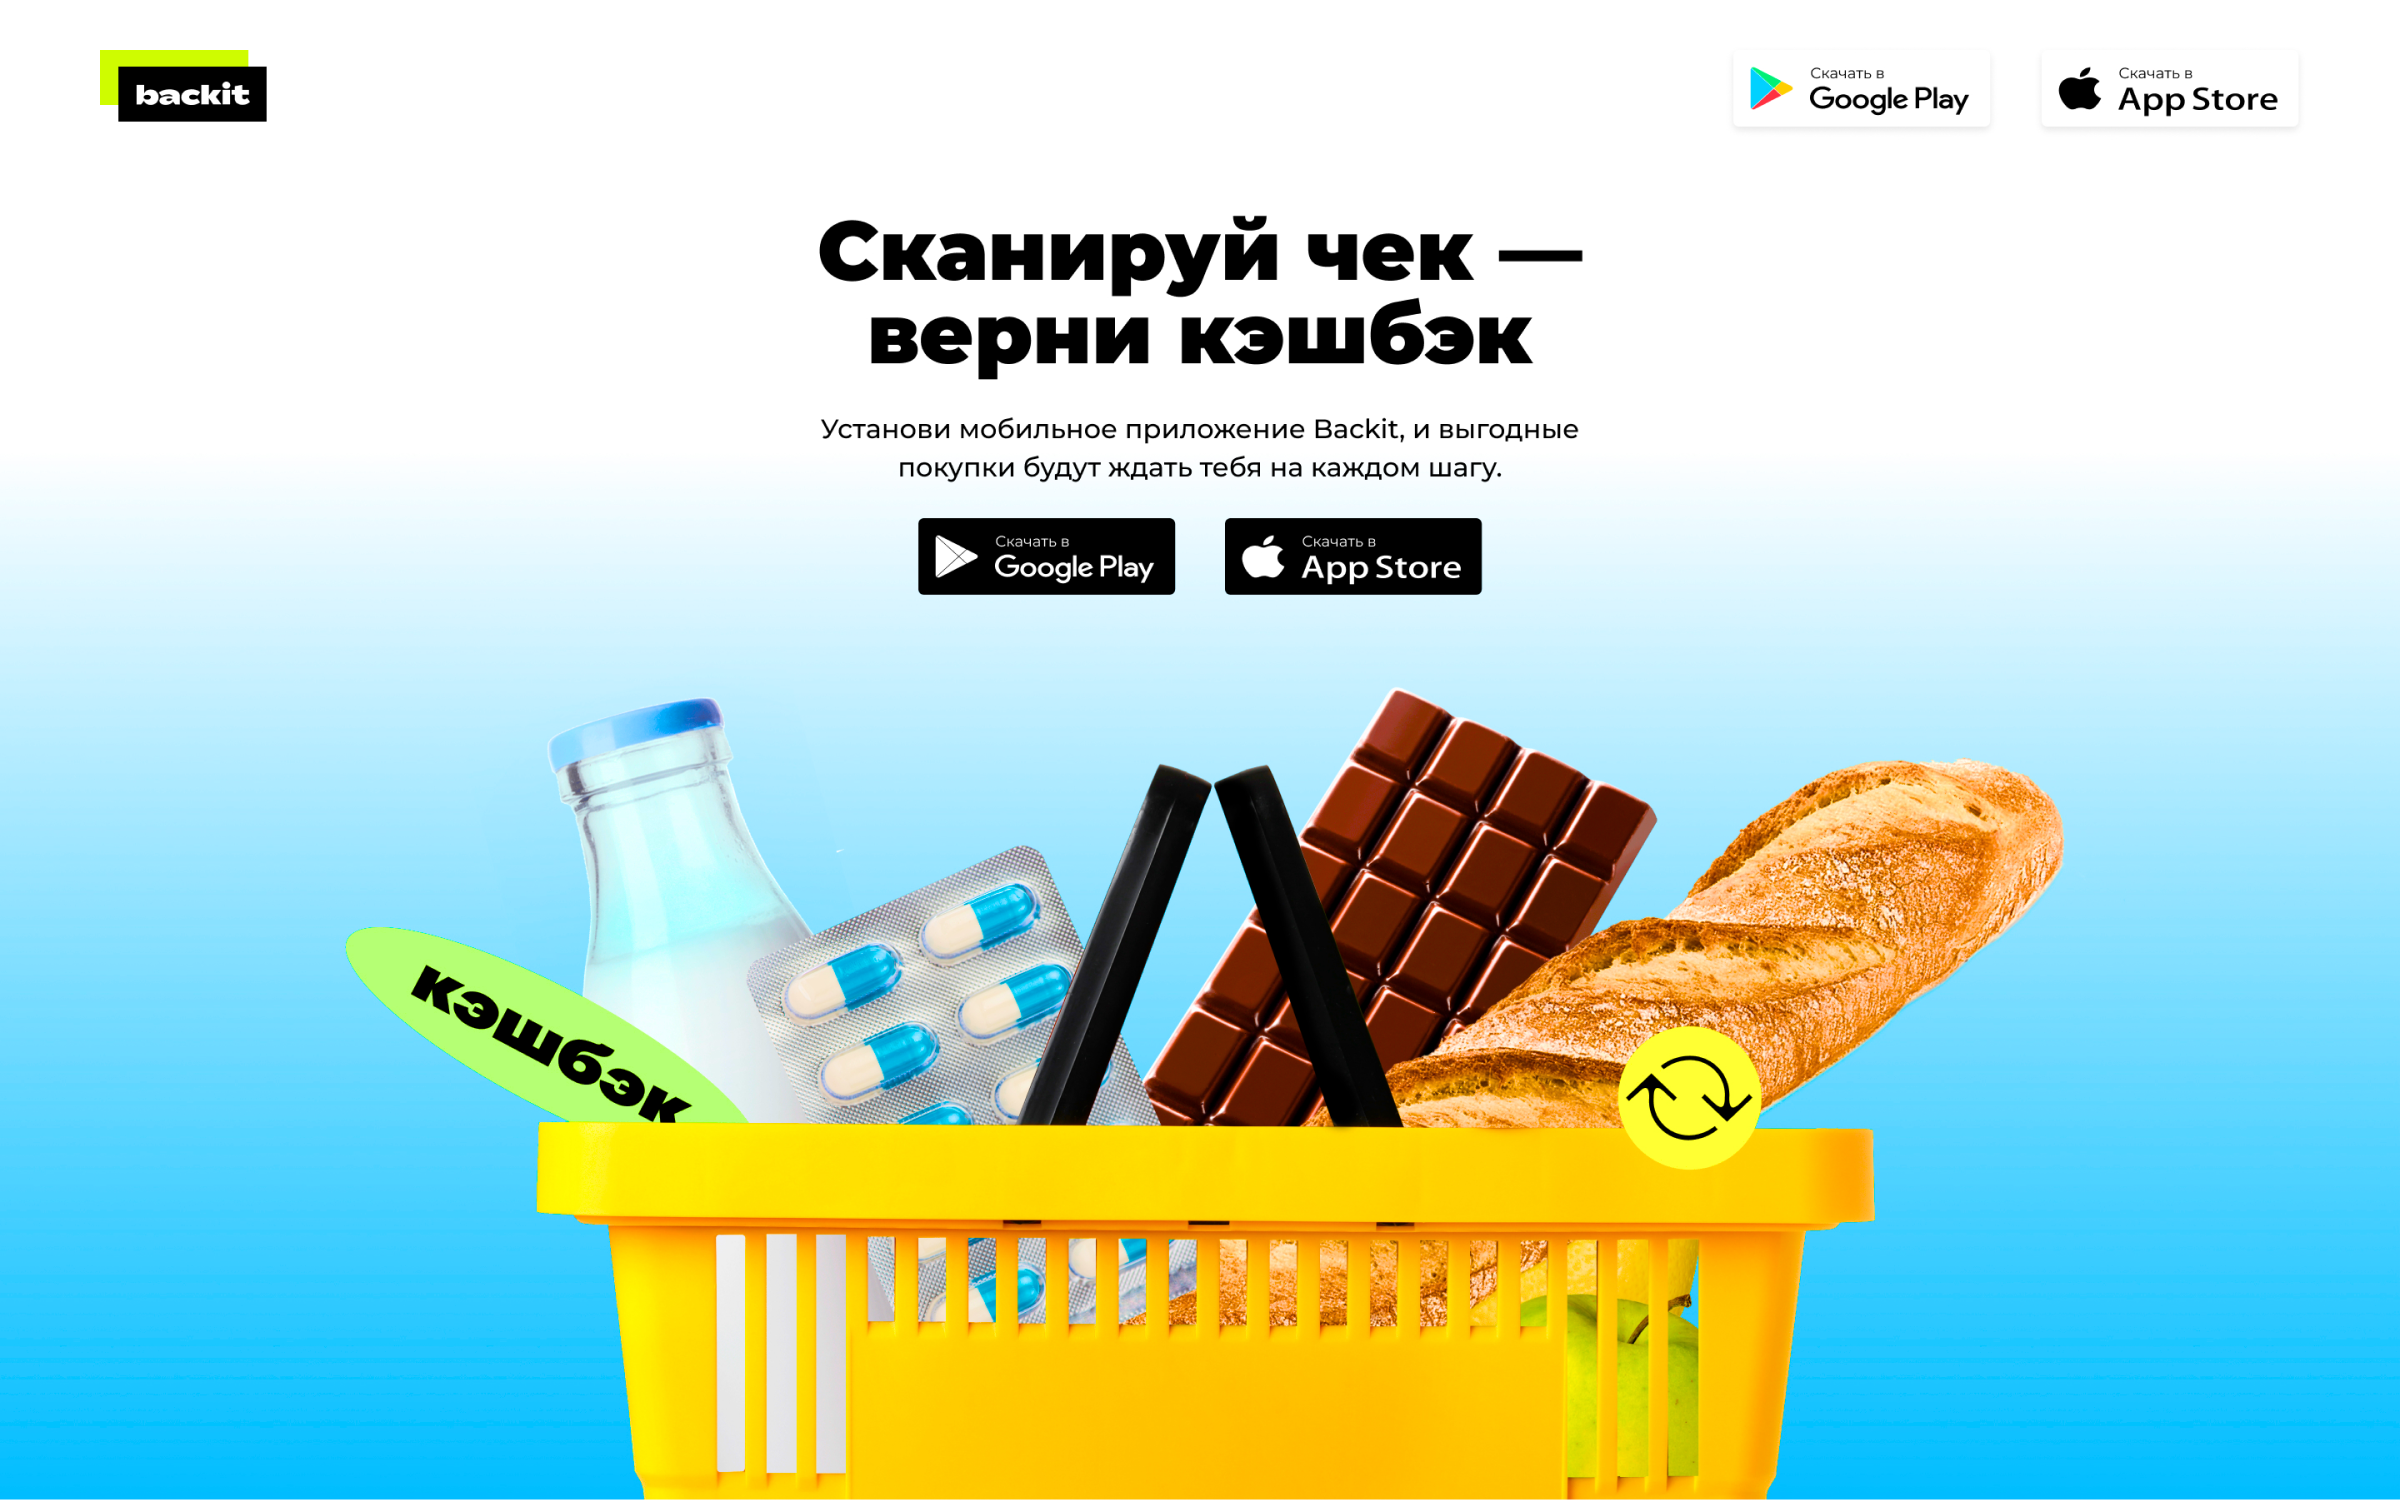 backit
Скачать в
Google Play
Скачать в
App Store
Сканируй чек —
верни кэшбэк
Установи мобильное приложение Backit, и выгодные
покупки будут ждать тебя на каждом шагу.
Скачать в
Google Play
Скачать в
App Store
кэшбэк